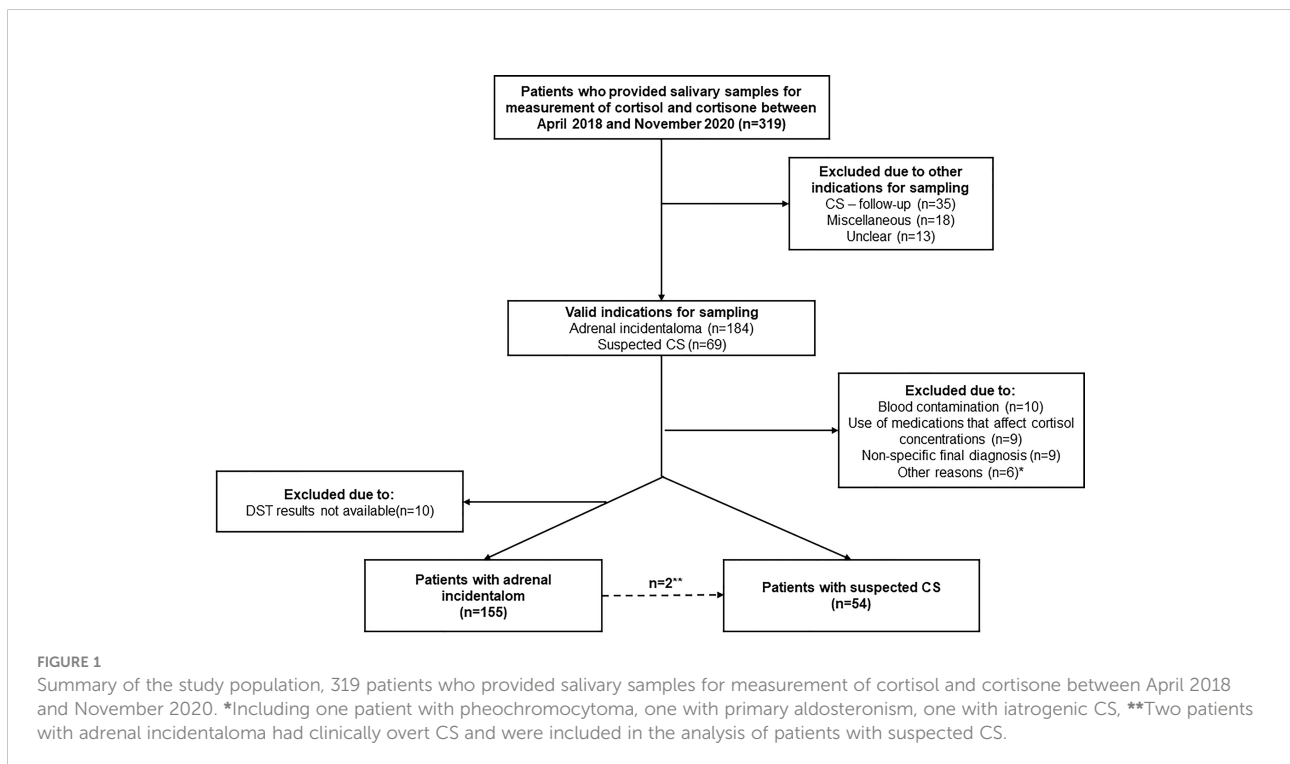 Patients who provided salivary samples for
measurement of cortisol and cortisone between
April 2018 and November 2020 (n=319)
Excluded due to other
indications for sampling
CS – follow-up (n=35)
Miscellaneous (n=18)
Unclear (n=13)
Valid indications for sampling
Adrenal incidentaloma (n=184)
Suspected CS (n=69)
Excluded due to:
Blood contamination (n=10)
Use of medications that affect cortisol
concentrations (n=9)
Non-specific final diagnosis (n=9)
Other reasons (n=6)*
Excluded due to:
DST results not available(n=10)
Patients with adrenal
incidentalom
(n=155)
n=2**
Patients with suspected CS
(n=54)
FIGURE 1
Summary of the study population, 319 patients who provided salivary samples for measurement of cortisol and cortisone between April 2018
and November 2020. *Including one patient with pheochromocytoma, one with primary aldosteronism, one with iatrogenic CS, **Two patients
with adrenal incidentaloma had clinically overt CS and were included in the analysis of patients with suspected CS.